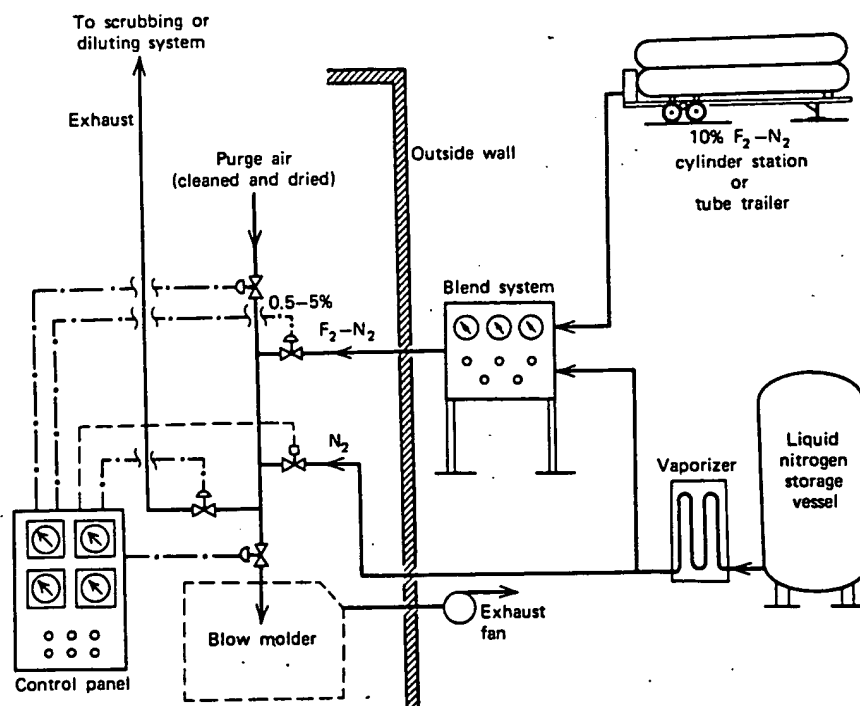 To scrubbing or
diluting system
Exhaust
Purge air
(cleaned and dried)
Outside wall
10% F₂–N₂
cylinder station
or
tube trailer
Blend system
0.5–5%
F₂–N₂
N₂
Vaporizer
Liquid
nitrogen
storage
vessel
Blow molder
Exhaust
fan
Control panel